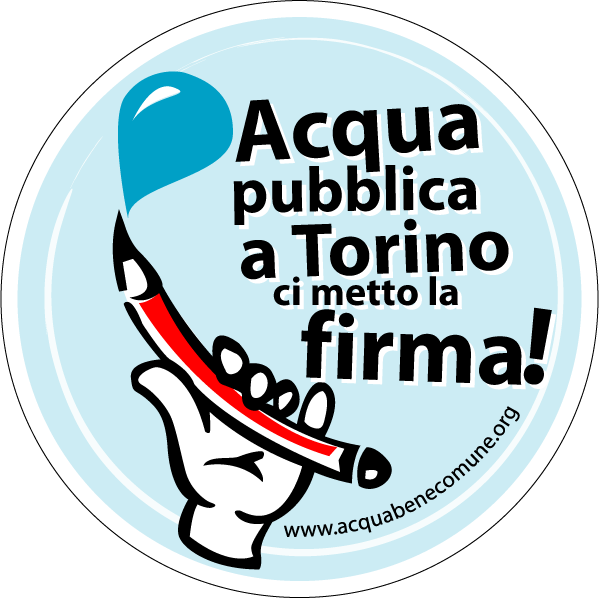 Acqua
pubblica
a Torino
ci metto la
firma!
www.acquabenecomune.org